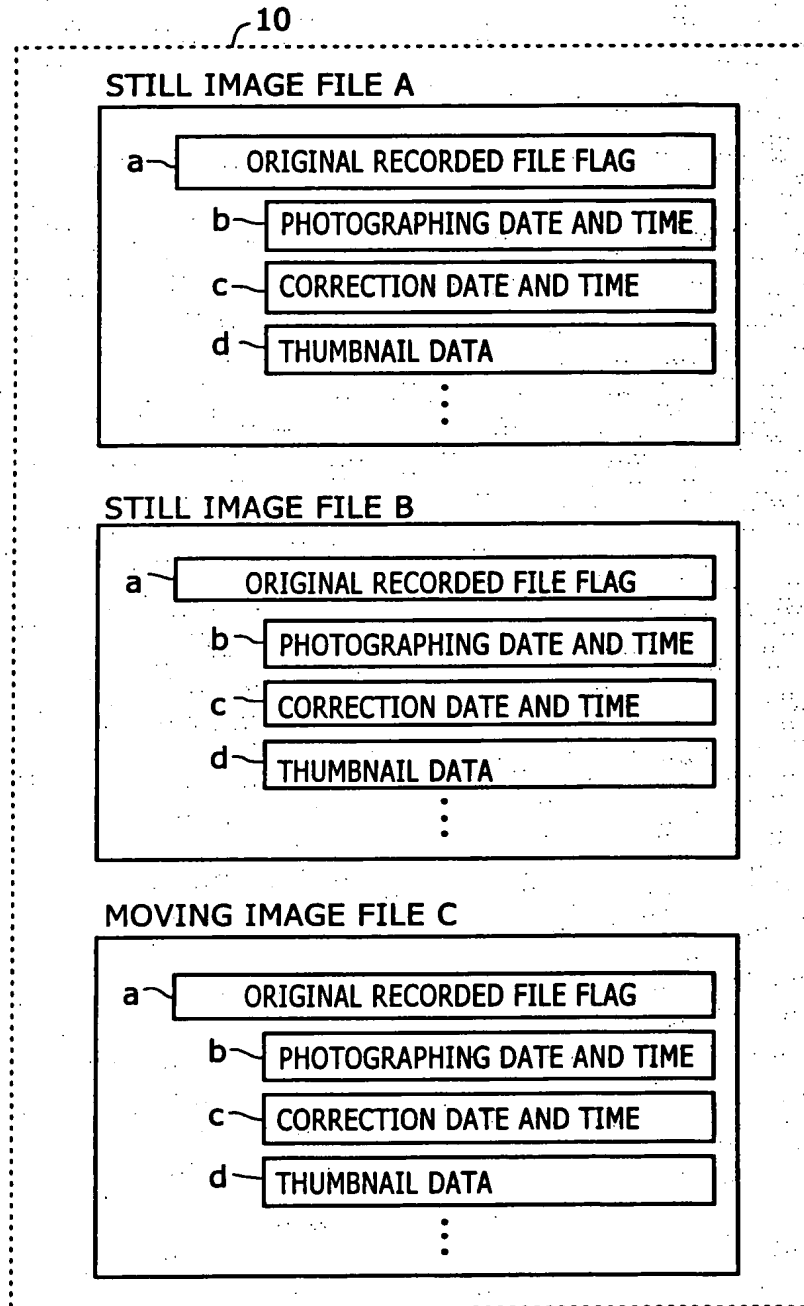 10
STILL IMAGE FILE A
a ORIGINAL RECORDED FILE FLAG
b PHOTOGRAPHING DATE AND TIME
c CORRECTION DATE AND TIME
d THUMBNAIL DATA
STILL IMAGE FILE B
a ORIGINAL RECORDED FILE FLAG
b PHOTOGRAPHING DATE AND TIME
c CORRECTION DATE AND TIME
d THUMBNAIL DATA
MOVING IMAGE FILE C
a ORIGINAL RECORDED FILE FLAG
b PHOTOGRAPHING DATE AND TIME
c CORRECTION DATE AND TIME
d THUMBNAIL DATA